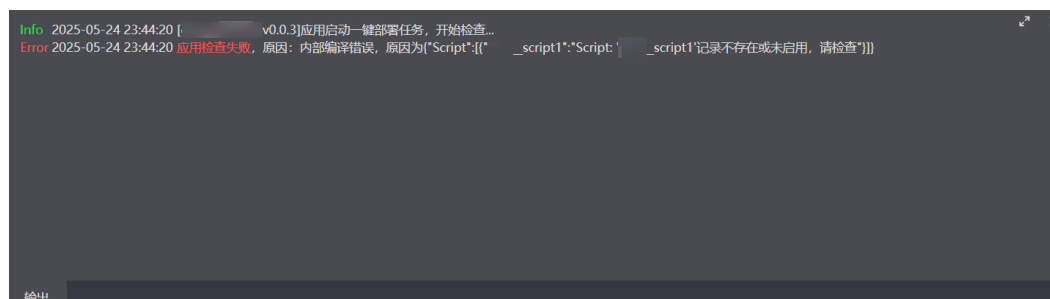 Info 2025-05-24 23:44:20 [ v0.0.3]应用启动一键部署任务，开始检查...
Error 2025-05-24 23:44:20 应用检查失败，原因：内部编译错误，原因为{"Script":[{" _script1":"Script: ' _script1'记录不存在或未启用，请检查"}]}
输出